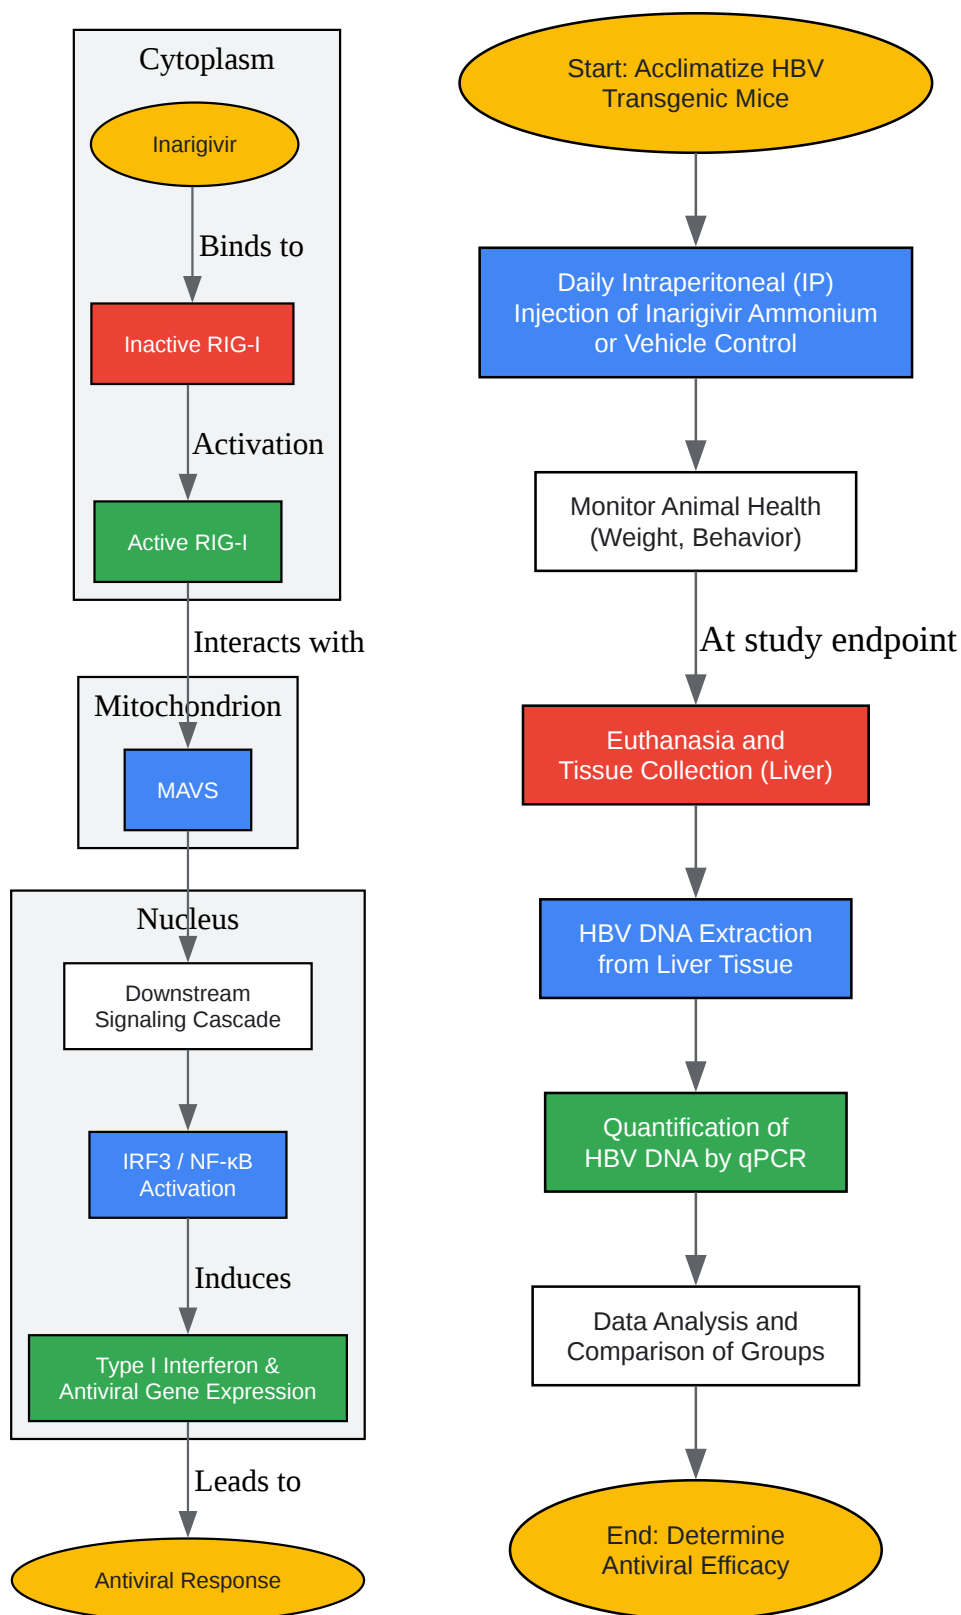 Cytoplasm
Inarigivir
Binds to
Inactive RIG-I
Activation
Active RIG-I
Interacts with
Mitochondrion
MAVS
Nucleus
Downstream
Signaling Cascade
IRF3 / NF-κB
Activation
Induces
Type I Interferon &
Antiviral Gene Expression
Leads to
Antiviral Response
Start: Acclimatize HBV
Transgenic Mice
Daily Intraperitoneal (IP)
Injection of Inarigivir Ammonium
or Vehicle Control
Monitor Animal Health
(Weight, Behavior)
At study endpoint
Euthanasia and
Tissue Collection (Liver)
HBV DNA Extraction
from Liver Tissue
Quantification of
HBV DNA by qPCR
Data Analysis and
Comparison of Groups
End: Determine
Antiviral Efficacy